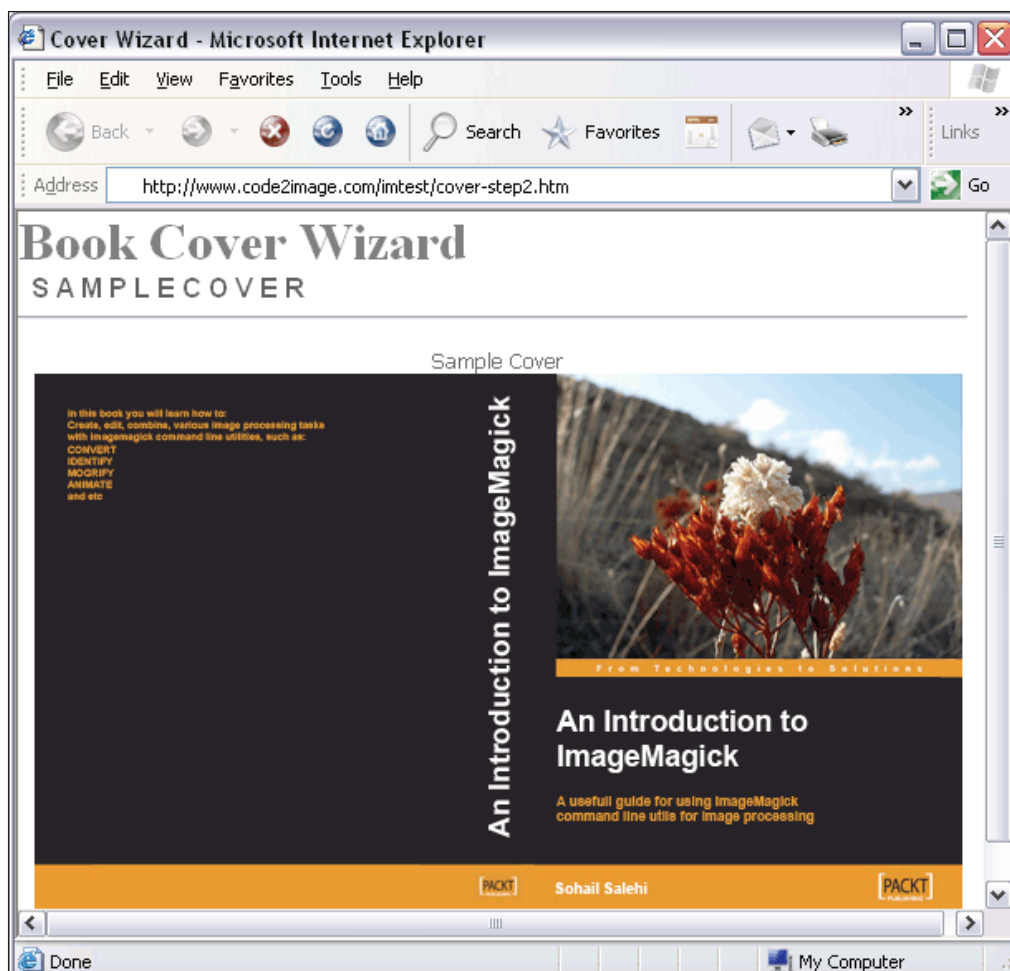 Cover Wizard - Microsoft Internet Explorer
File Edit View Favorites Tools Help
Back Search Favorites » Links »
Address http://www.code2image.com/imtest/cover-step2.htm Go
Book Cover Wizard
S A M P L E C O V E R
Sample Cover
In this book you will learn how to:
Create, edit, combine, various image processing tasks
with imagemagick command line utilities, such as:
CONVERT
IDENTIFY
MOGRIFY
ANIMATE
and etc
An Introduction to ImageMagick
From Technologies to Solutions
An Introduction to
ImageMagick
A usefull guide for using ImageMagick
command line utils for image processing
[PACKT]
Sohail Salehi
[PACKT]
PUBLISHING
Done My Computer